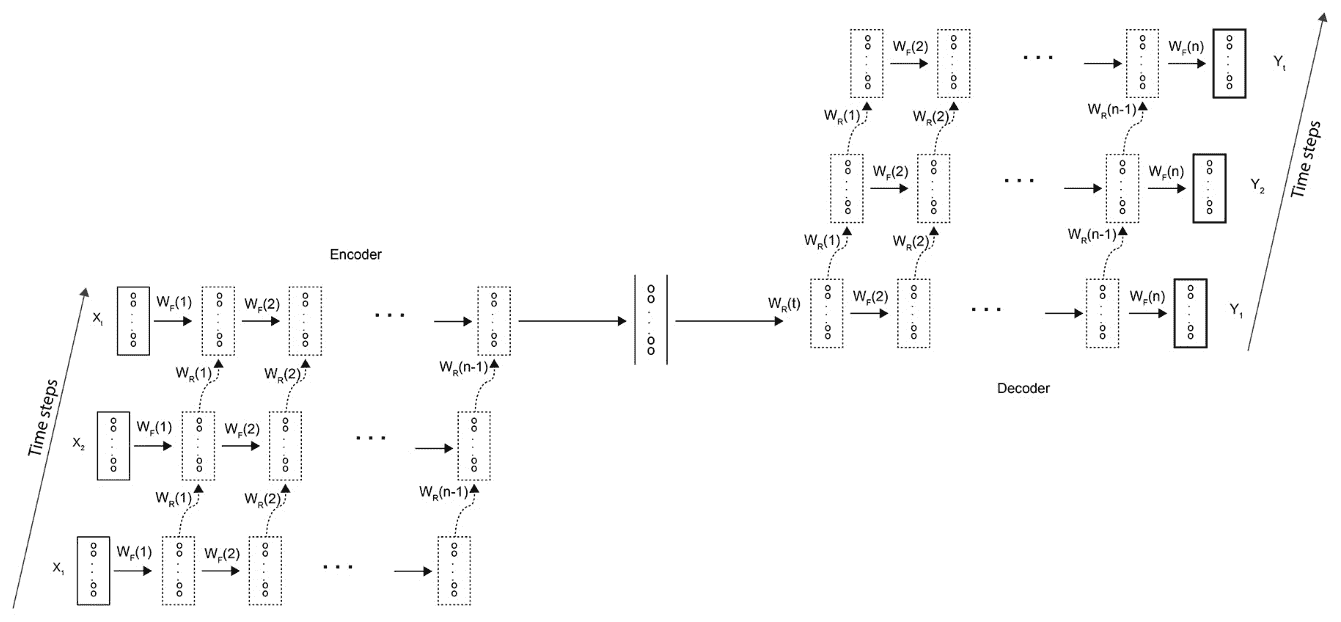 W_F(2) . . . W_F(n)
Y_t
W_R(1) W_R(2) W_R(n-1)
Time steps
W_F(2) . . . W_F(n)
Y_2
W_R(1) W_R(2) W_R(n-1)
Encoder
W_R(t) W_F(2) . . . W_F(n)
Y_1
Decoder
X_t W_F(1) W_F(2) . . .
W_R(1) W_R(2) W_R(n-1)
Time steps
X_2 W_F(1) W_F(2) . . .
W_R(1) W_R(2) W_R(n-1)
X_1 W_F(1) W_F(2) . . .